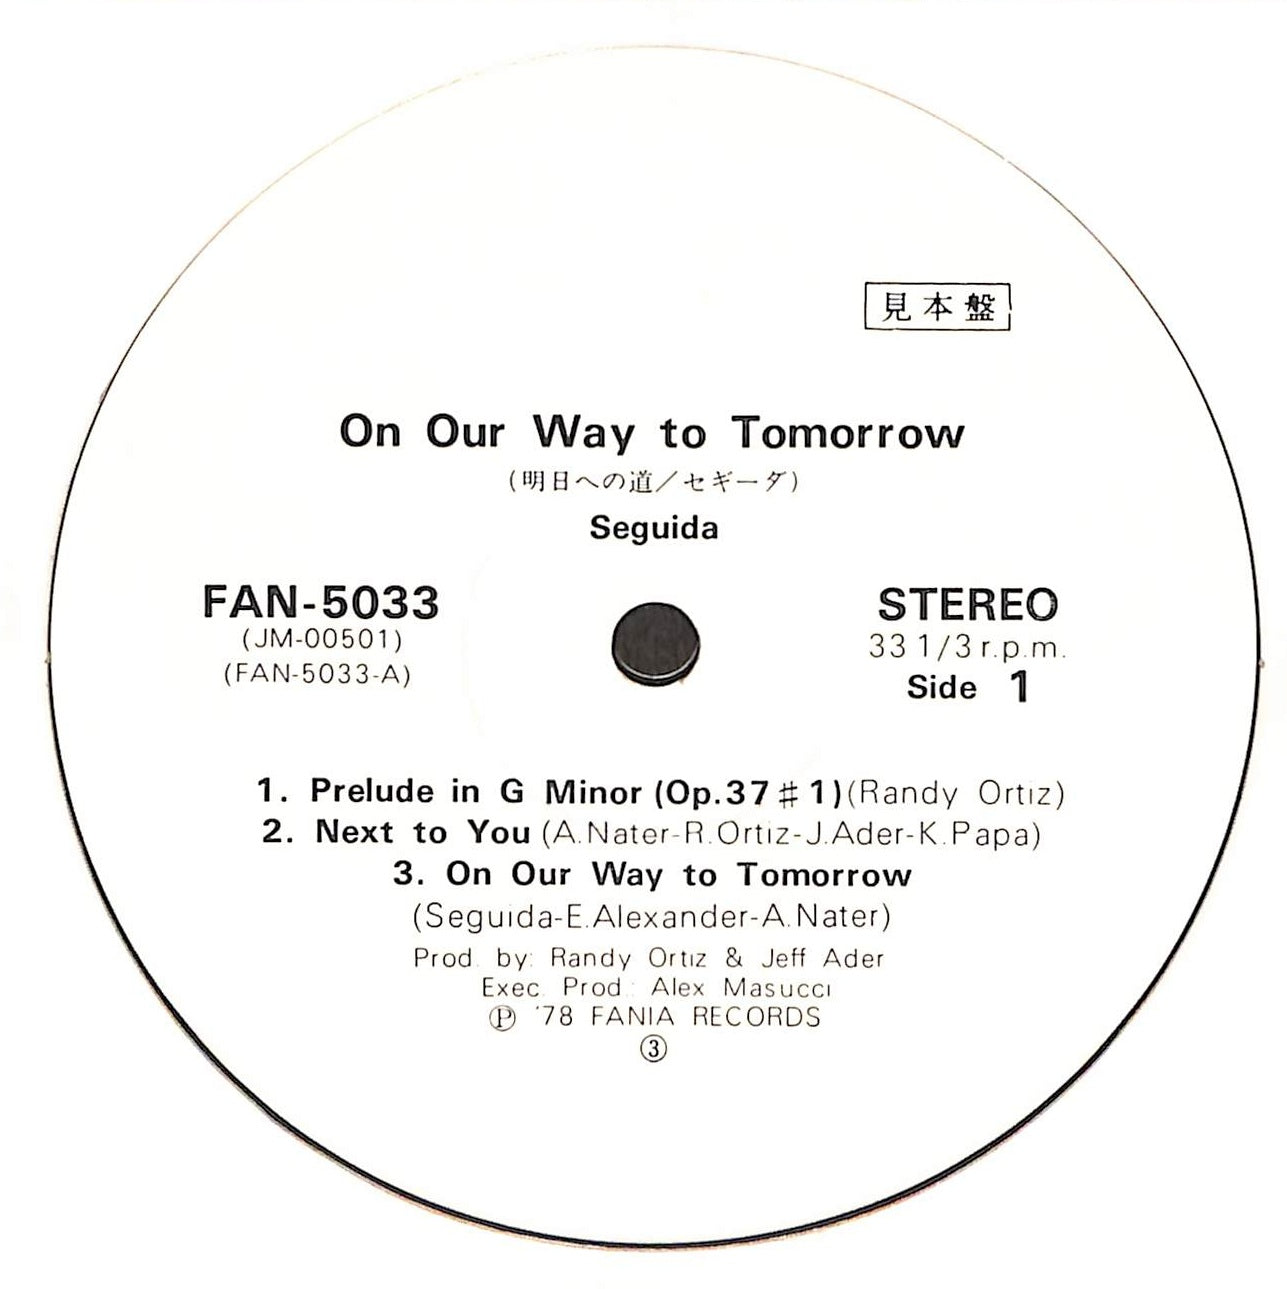 見本盤
On Our Way to Tomorrow
(明日への道／セギーダ)
Seguida
FAN-5033
(JM-00501)
(FAN-5033-A)
STEREO
33 1/3 r.p.m.
Side 1
1. Prelude in G Minor (Op.37 ♯ 1) (Randy Ortiz)
2. Next to You (A.Nater-R.Ortiz-J.Ader-K.Papa)
3. On Our Way to Tomorrow
(Seguida-E.Alexander-A.Nater)
Prod. by: Randy Ortiz & Jeff Ader
Exec. Prod.: Alex Masucci
Ⓟ '78 FANIA RECORDS
③